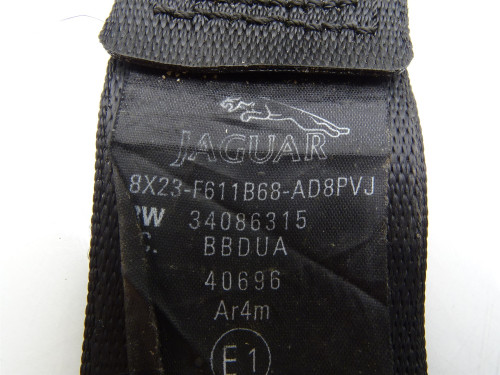 JAGUAR
8X23-F611B68-AD8PVJ
34086315
C. BBDUA
40696
Ar4m
E1